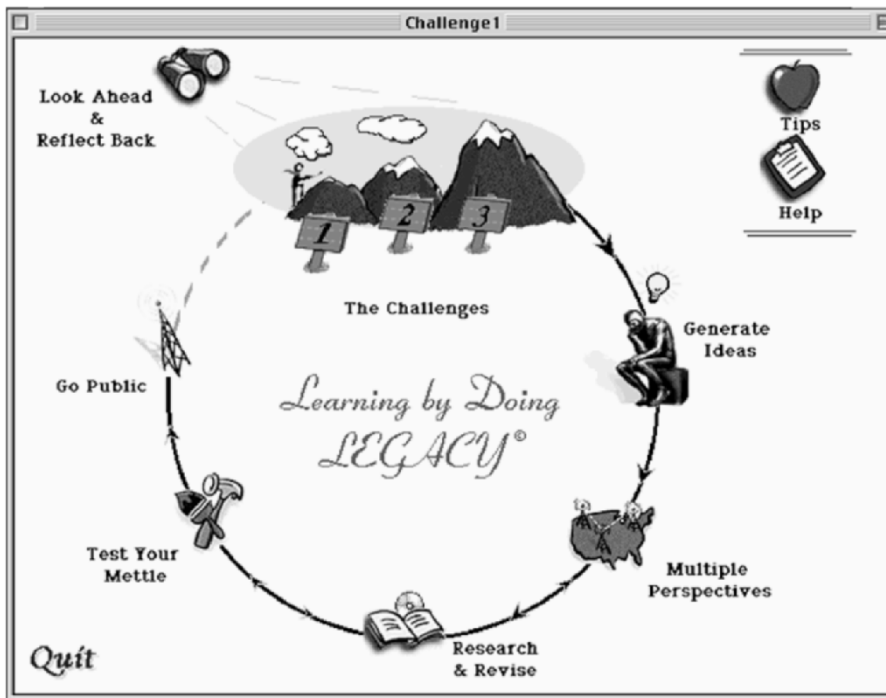 Challenge1
Look Ahead
&
Reflect Back
Tips
Help
1
2
3
The Challenges
Generate
Ideas
Go Public
Learning by Doing
LEGACY©
Test Your
Mettle
Multiple
Perspectives
Research
& Revise
Quit